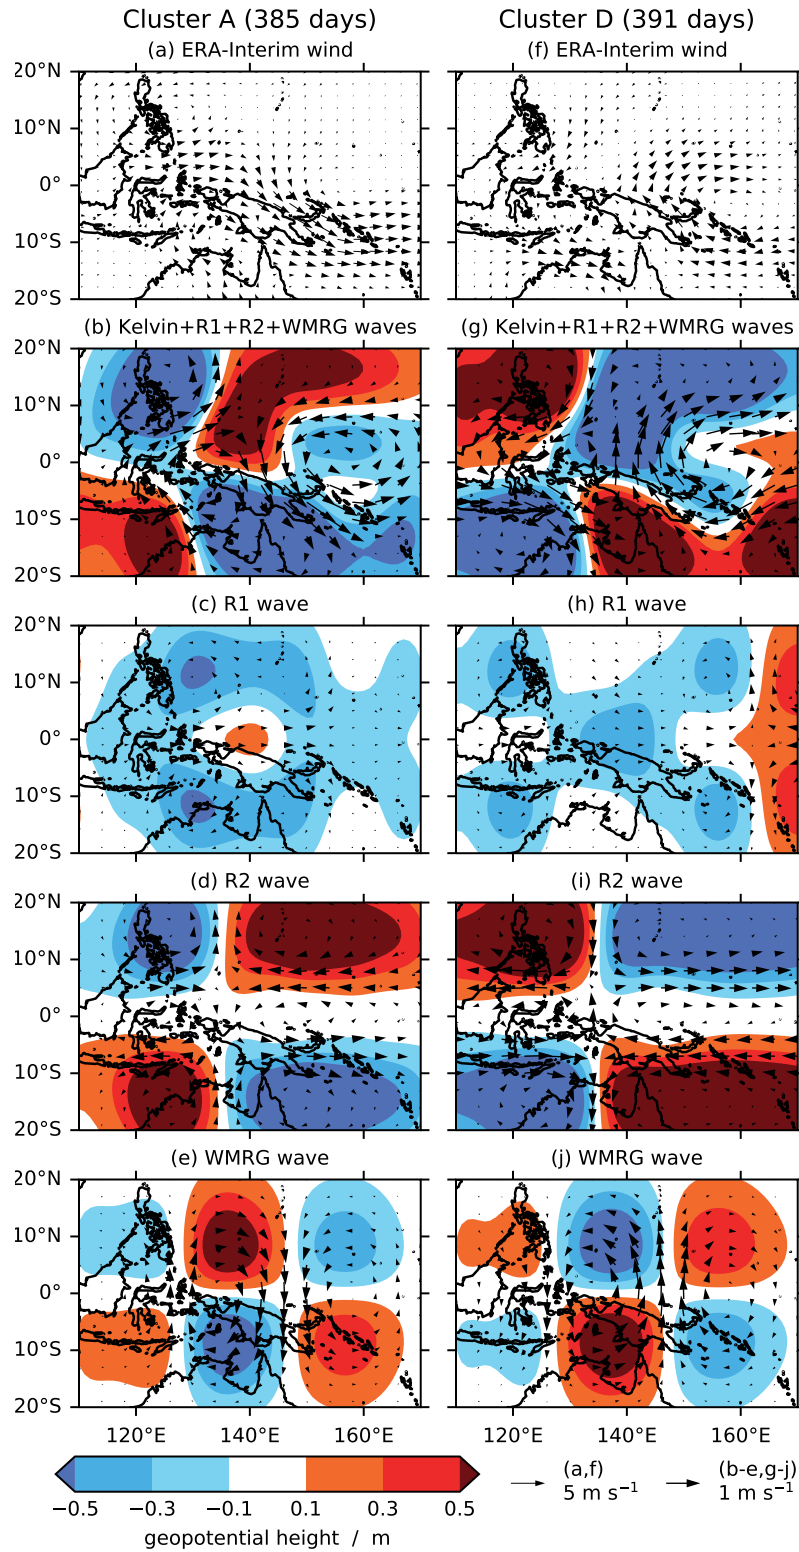 Cluster A (385 days) Cluster D (391 days)
(a) ERA-Interim wind (f) ERA-Interim wind
20°N
10°N
0°
10°S
20°S
(b) Kelvin+R1+R2+WMRG waves (g) Kelvin+R1+R2+WMRG waves
20°N
10°N
0°
10°S
20°S
(c) R1 wave (h) R1 wave
20°N
10°N
0°
10°S
20°S
(d) R2 wave (i) R2 wave
20°N
10°N
0°
10°S
20°S
(e) WMRG wave (j) WMRG wave
20°N
10°N
0°
10°S
20°S
120°E 140°E 160°E 120°E 140°E 160°E
(a,f) (b-e,g-j)
5 m s⁻¹ 1 m s⁻¹
−0.5 −0.3 −0.1 0.1 0.3 0.5
geopotential height / m